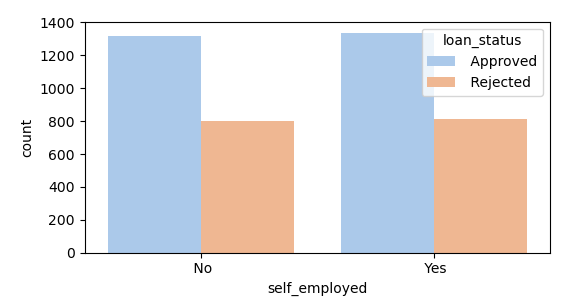 1400
1200
1000
800
600
400
200
0
count
loan_status
Approved
Rejected
No
Yes
self_employed